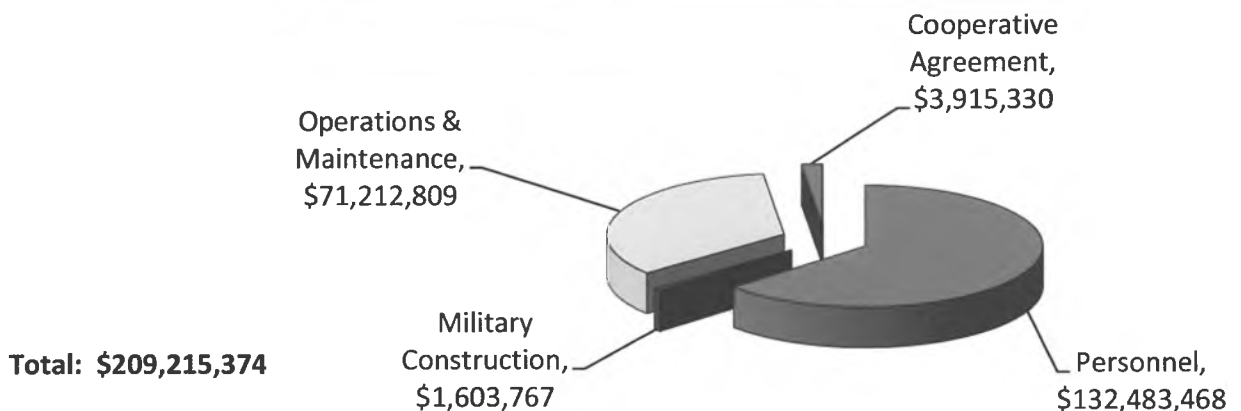 Cooperative
Agreement,
$3,915,330
Operations &
Maintenance,
$71,212,809
Military
Construction,
$1,603,767
Total: $209,215,374
Personnel,
$132,483,468